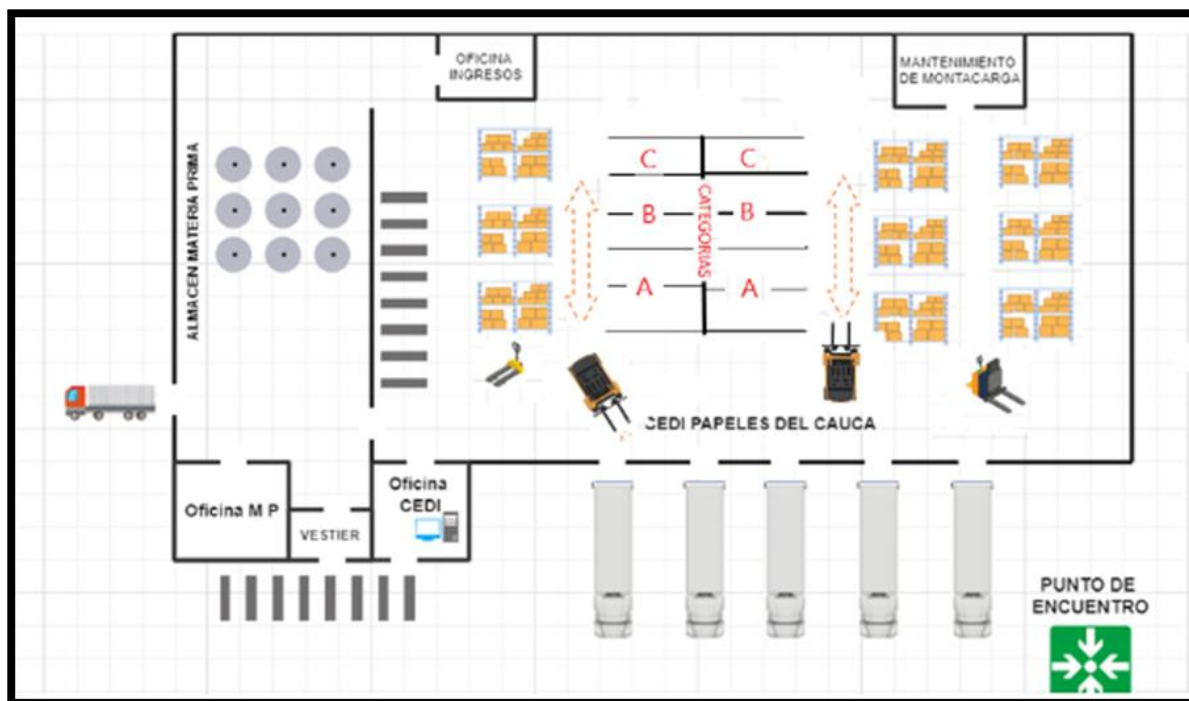 OFICINA
INGRESOS
MANTENIMIENTO
DE MONTACARGA
ALMACEN MATERIA PRIMA
C
C
B
B
A
A
CATEGORIAS
CEDI PAPELES DEL CAUCA
Oficina M P
VESTIER
Oficina
CEDI
PUNTO DE
ENCUENTRO